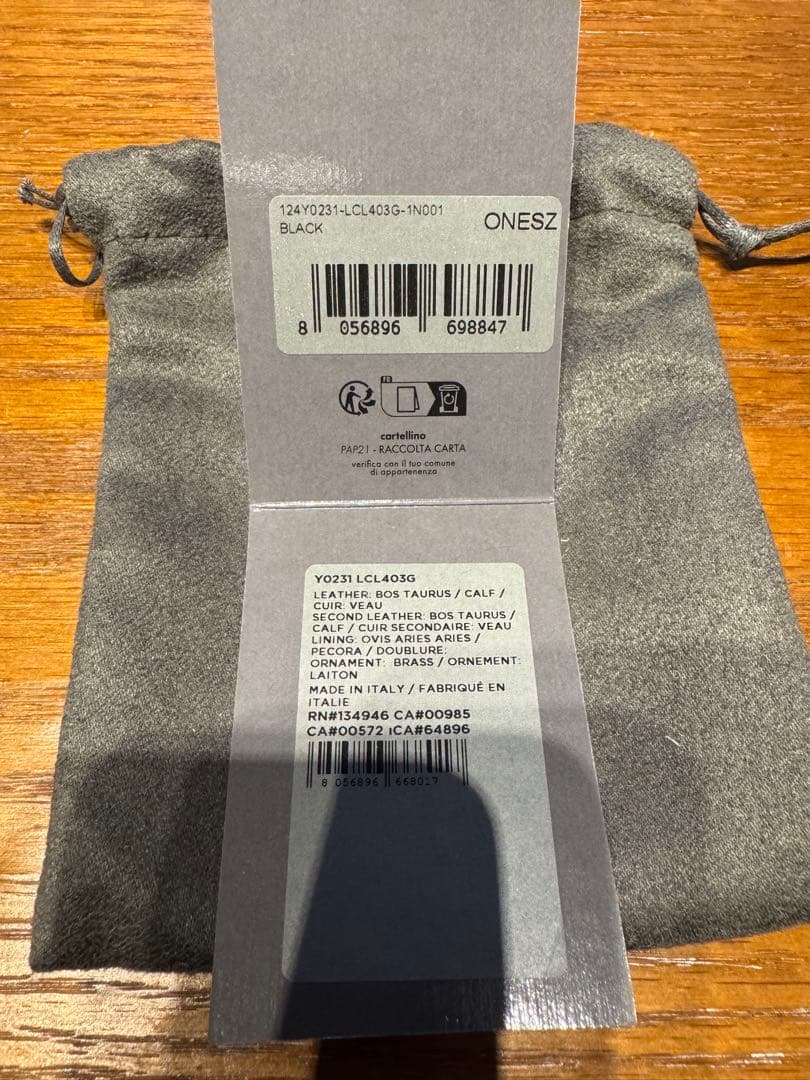 124Y0231-LCL403G-1N001
BLACK
ONESZ
8 056896 698847
cartellino
PAP21 - RACCOLTA CARTA
verifica con il tuo comune
di appartenenza
Y0231 LCL403G
LEATHER: BOS TAURUS / CALF /
CUIR: VEAU
SECOND LEATHER: BOS TAURUS /
CALF / CUIR SECONDAIRE: VEAU
LINING: OVIS ARIES ARIES /
PECORA / DOUBLURE:
ORNAMENT: BRASS / ORNEMENT:
LAITON
MADE IN ITALY / FABRIQUÉ EN
ITALIE
RN#134946 CA#00985
CA#00572 ICA#64896
8 056896 668017